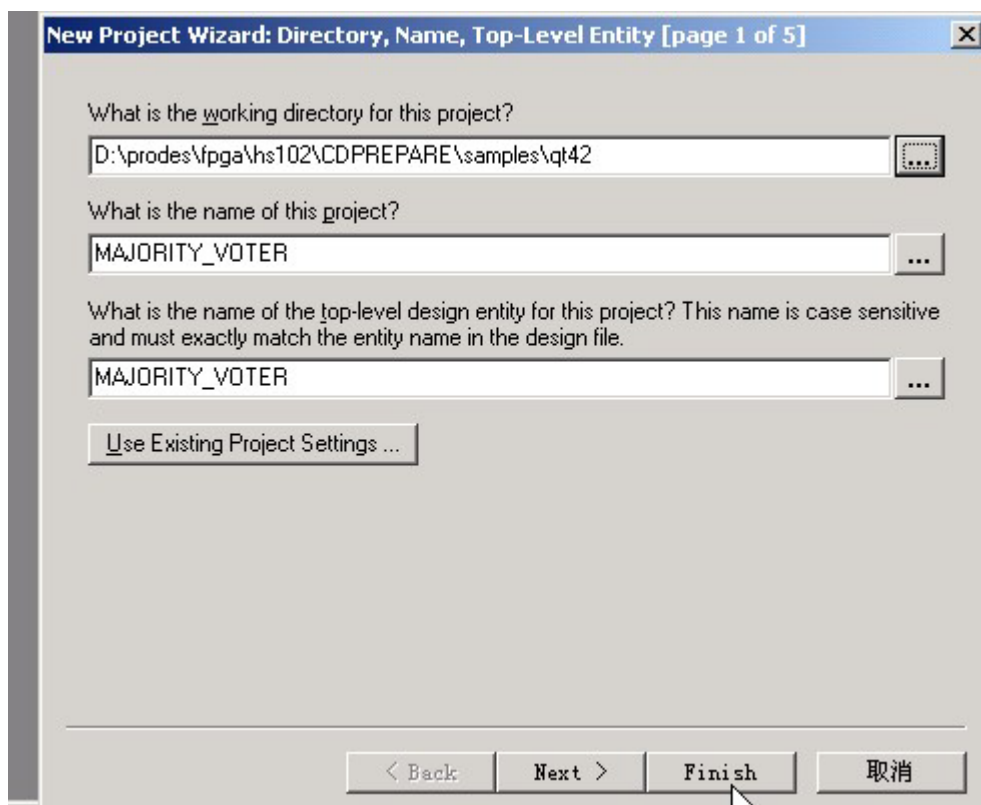 New Project Wizard: Directory, Name, Top-Level Entity [page 1 of 5]
What is the working directory for this project?
D:\prodes\fpga\hs102\CDPREPARE\samples\qt42
...
What is the name of this project?
MAJORITY_VOTER
...
What is the name of the top-level design entity for this project? This name is case sensitive
and must exactly match the entity name in the design file.
MAJORITY_VOTER
...
Use Existing Project Settings ...
< Back
Next >
Finish
取消